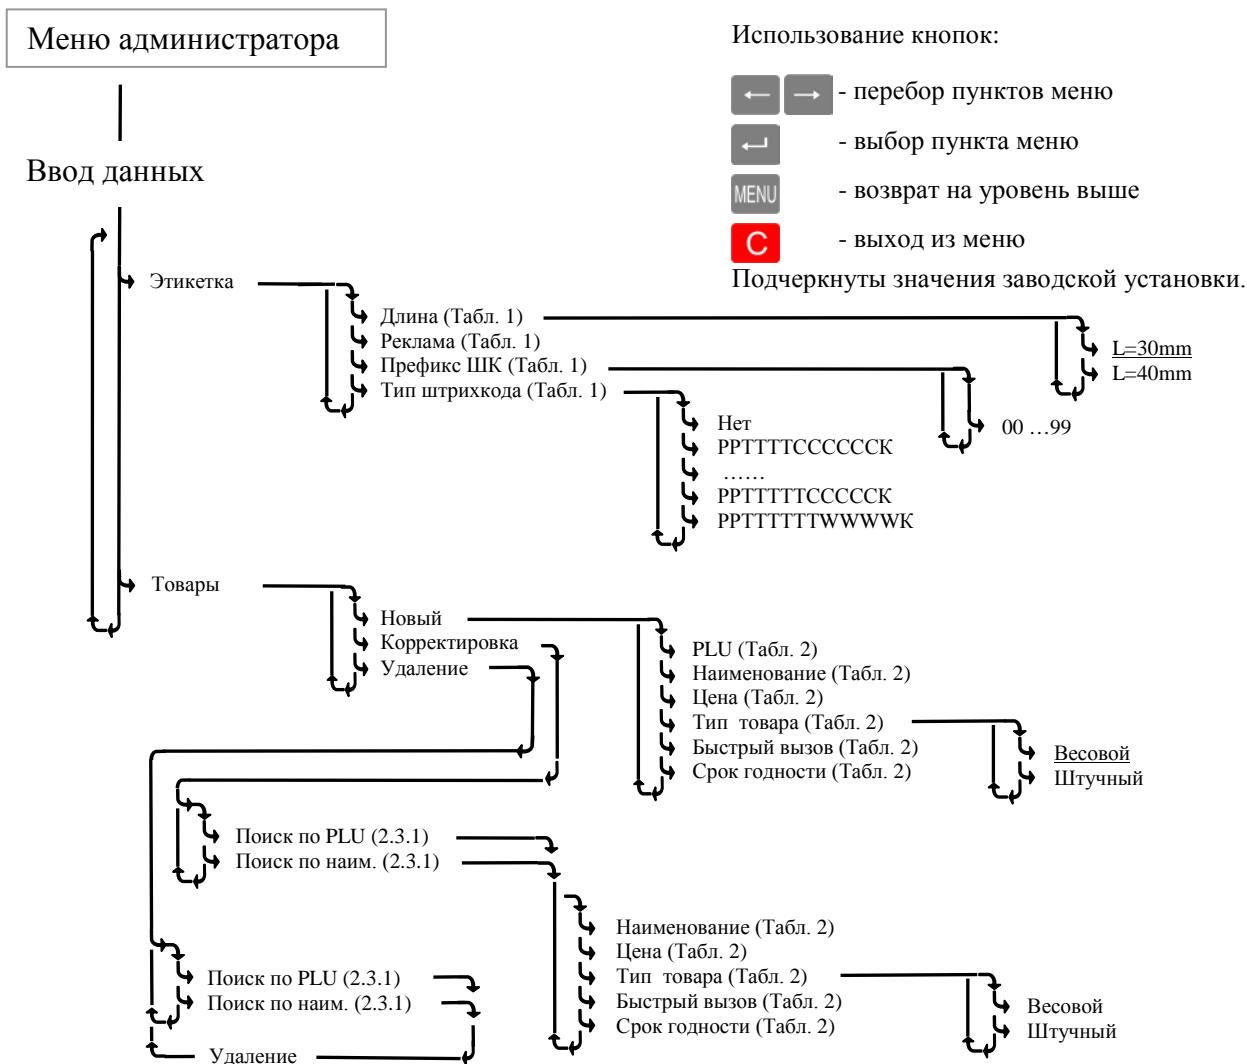 Меню администратора
Использование кнопок:
← → - перебор пунктов меню
↵ - выбор пункта меню
MENU - возврат на уровень выше
C - выход из меню
Подчеркнуты значения заводской установки.
Ввод данных
Этикетка
Длина (Табл. 1)
Реклама (Табл. 1)
Префикс ШК (Табл. 1)
Тип штрихкода (Табл. 1)
L=30mm
L=40mm
00 …99
Нет
РРТТТТССССССК
……
РРТТТТТСССССК
РРТТТТТТWWWWК
Товары
Новый
Корректировка
Удаление
PLU (Табл. 2)
Наименование (Табл. 2)
Цена (Табл. 2)
Тип товара (Табл. 2)
Быстрый вызов (Табл. 2)
Срок годности (Табл. 2)
Весовой
Штучный
Поиск по PLU (2.3.1)
Поиск по наим. (2.3.1)
Наименование (Табл. 2)
Цена (Табл. 2)
Тип товара (Табл. 2)
Быстрый вызов (Табл. 2)
Срок годности (Табл. 2)
Весовой
Штучный
Поиск по PLU (2.3.1)
Поиск по наим. (2.3.1)
Удаление